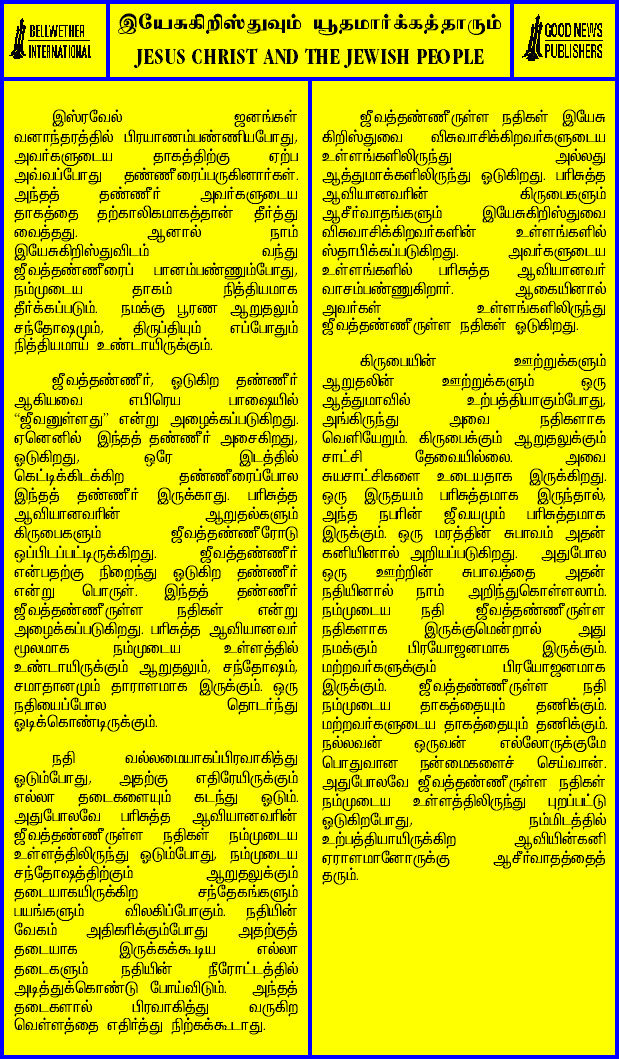 BELLWETHER
INTERNATIONAL
இயேசுகிறிஸ்துவும் யூதமார்க்கத்தாரும்
JESUS CHRIST AND THE JEWISH PEOPLE
GOOD NEWS
PUBLISHERS
இஸ்ரவேல் ஜனங்கள்
வனாந்தரத்தில் பிரயாணம்பண்ணியபோது,
அவர்களுடைய தாகத்திற்கு ஏற்ப
அவ்வப்போது தண்ணீரைப்பருகினார்கள்.
அந்தத் தண்ணீர் அவர்களுடைய
தாகத்தை தற்காலிகமாகத்தான் தீர்த்து
வைத்தது. ஆனால் நாம்
இயேசுகிறிஸ்துவிடம் வந்து
ஜீவத்தண்ணீரைப் பானம்பண்ணும்போது,
நம்முடைய தாகம் நித்தியமாக
தீர்க்கப்படும். நமக்கு பூரண ஆறுதலும்
சந்தோஷமும், திருப்தியும் எப்போதும்
நித்தியமாய் உண்டாயிருக்கும்.
ஜீவத்தண்ணீர், ஓடுகிற தண்ணீர்
ஆகியவை எபிரெய பாஷையில்
“ஜீவனுள்ளது” என்று அழைக்கப்படுகிறது.
ஏனெனில் இந்தத் தண்ணீர் அசைகிறது,
ஓடுகிறது, ஒரே இடத்தில்
கெட்டிக்கிடக்கிற தண்ணீரைப்போல
இந்தத் தண்ணீர் இருக்காது. பரிசுத்த
ஆவியானவரின் ஆறுதல்களும்
கிருபைகளும் ஜீவத்தண்ணீரோடு
ஒப்பிடப்பட்டிருக்கிறது. ஜீவத்தண்ணீர்
என்பதற்கு நிறைந்து ஓடுகிற தண்ணீர்
என்று பொருள். இந்தத் தண்ணீர்
ஜீவத்தண்ணீருள்ள நதிகள் என்று
அழைக்கப்படுகிறது. பரிசுத்த ஆவியானவர்
மூலமாக நம்முடைய உள்ளத்தில்
உண்டாயிருக்கும் ஆறுதலும், சந்தோஷம்,
சமாதானமும் தாராளமாக இருக்கும். ஒரு
நதியைப்போல தொடர்ந்து
ஓடிக்கொண்டிருக்கும்.
நதி வல்லமையாகப்பிரவாகித்து
ஓடும்போது, அதற்கு எதிரேயிருக்கும்
எல்லா தடைகளையும் கடந்து ஓடும்.
அதுபோலவே பரிசுத்த ஆவியானவரின்
ஜீவத்தண்ணீருள்ள நதிகள் நம்முடைய
உள்ளத்திலிருந்து ஓடும்போது, நம்முடைய
சந்தோஷத்திற்கும் ஆறுதலுக்கும்
தடையாகயிருக்கிற சந்தேகங்களும்
பயங்களும் விலகிப்போகும். நதியின்
வேகம் அதிகரிக்கும்போது அதற்குத்
தடையாக இருக்கக்கூடிய எல்லா
தடைகளும் நதியின் நீரோட்டத்தில்
அடித்துக்கொண்டு போய்விடும். அந்தத்
தடைகளால் பிரவாகித்து வருகிற
வெள்ளத்தை எதிர்த்து நிற்கக்கூடாது.
ஜீவத்தண்ணீருள்ள நதிகள் இயேசு
கிறிஸ்துவை விசுவாசிக்கிறவர்களுடைய
உள்ளங்களிலிருந்து அல்லது
ஆத்துமாக்களிலிருந்து ஓடுகிறது. பரிசுத்த
ஆவியானவரின் கிருபைகளும்
ஆசீர்வாதங்களும் இயேசுகிறிஸ்துவை
விசுவாசிக்கிறவர்களின் உள்ளங்களில்
ஸ்தாபிக்கப்படுகிறது. அவர்களுடைய
உள்ளங்களில் பரிசுத்த ஆவியானவர்
வாசம்பண்ணுகிறார். ஆகையினால்
அவர்கள் உள்ளங்களிலிருந்து
ஜீவத்தண்ணீருள்ள நதிகள் ஓடுகிறது.
கிருபையின் ஊற்றுக்களும்
ஆறுதலின் ஊற்றுக்களும் ஒரு
ஆத்துமாவில் உற்பத்தியாகும்போது,
அங்கிருந்து அவை நதிகளாக
வெளியேறும். கிருபைக்கும் ஆறுதலுக்கும்
சாட்சி தேவையில்லை. அவை
சுயசாட்சிகளை உடையதாக இருக்கிறது.
ஒரு இருதயம் பரிசுத்தமாக இருந்தால்,
அந்த நபரின் ஜீவயமும் பரிசுத்தமாக
இருக்கும். ஒரு மரத்தின் சுபாவம் அதன்
கனியினால் அறியப்படுகிறது. அதுபோல
ஒரு ஊற்றின் சுபாவத்தை அதன்
நதியினால் நாம் அறிந்துகொள்ளலாம்.
நம்முடைய நதி ஜீவத்தண்ணீருள்ள
நதிகளாக இருக்குமென்றால் அது
நமக்கும் பிரயோஜனமாக இருக்கும்.
மற்றவர்களுக்கும் பிரயோஜனமாக
இருக்கும். ஜீவத்தண்ணீருள்ள நதி
நம்முடைய தாகத்தையும் தணிக்கும்.
மற்றவர்களுடைய தாகத்தையும் தணிக்கும்.
நல்லவன் ஒருவன் எல்லோருக்குமே
பொதுவான நன்மைகளைச் செய்வான்.
அதுபோலவே ஜீவத்தண்ணீருள்ள நதிகள்
நம்முடைய உள்ளத்திலிருந்து புறப்பட்டு
ஓடுகிறபோது, நம்மிடத்தில்
உற்பத்தியாயிருக்கிற ஆவியின்கனி
ஏராளமானோருக்கு ஆசீர்வாதத்தைத்
தரும்.